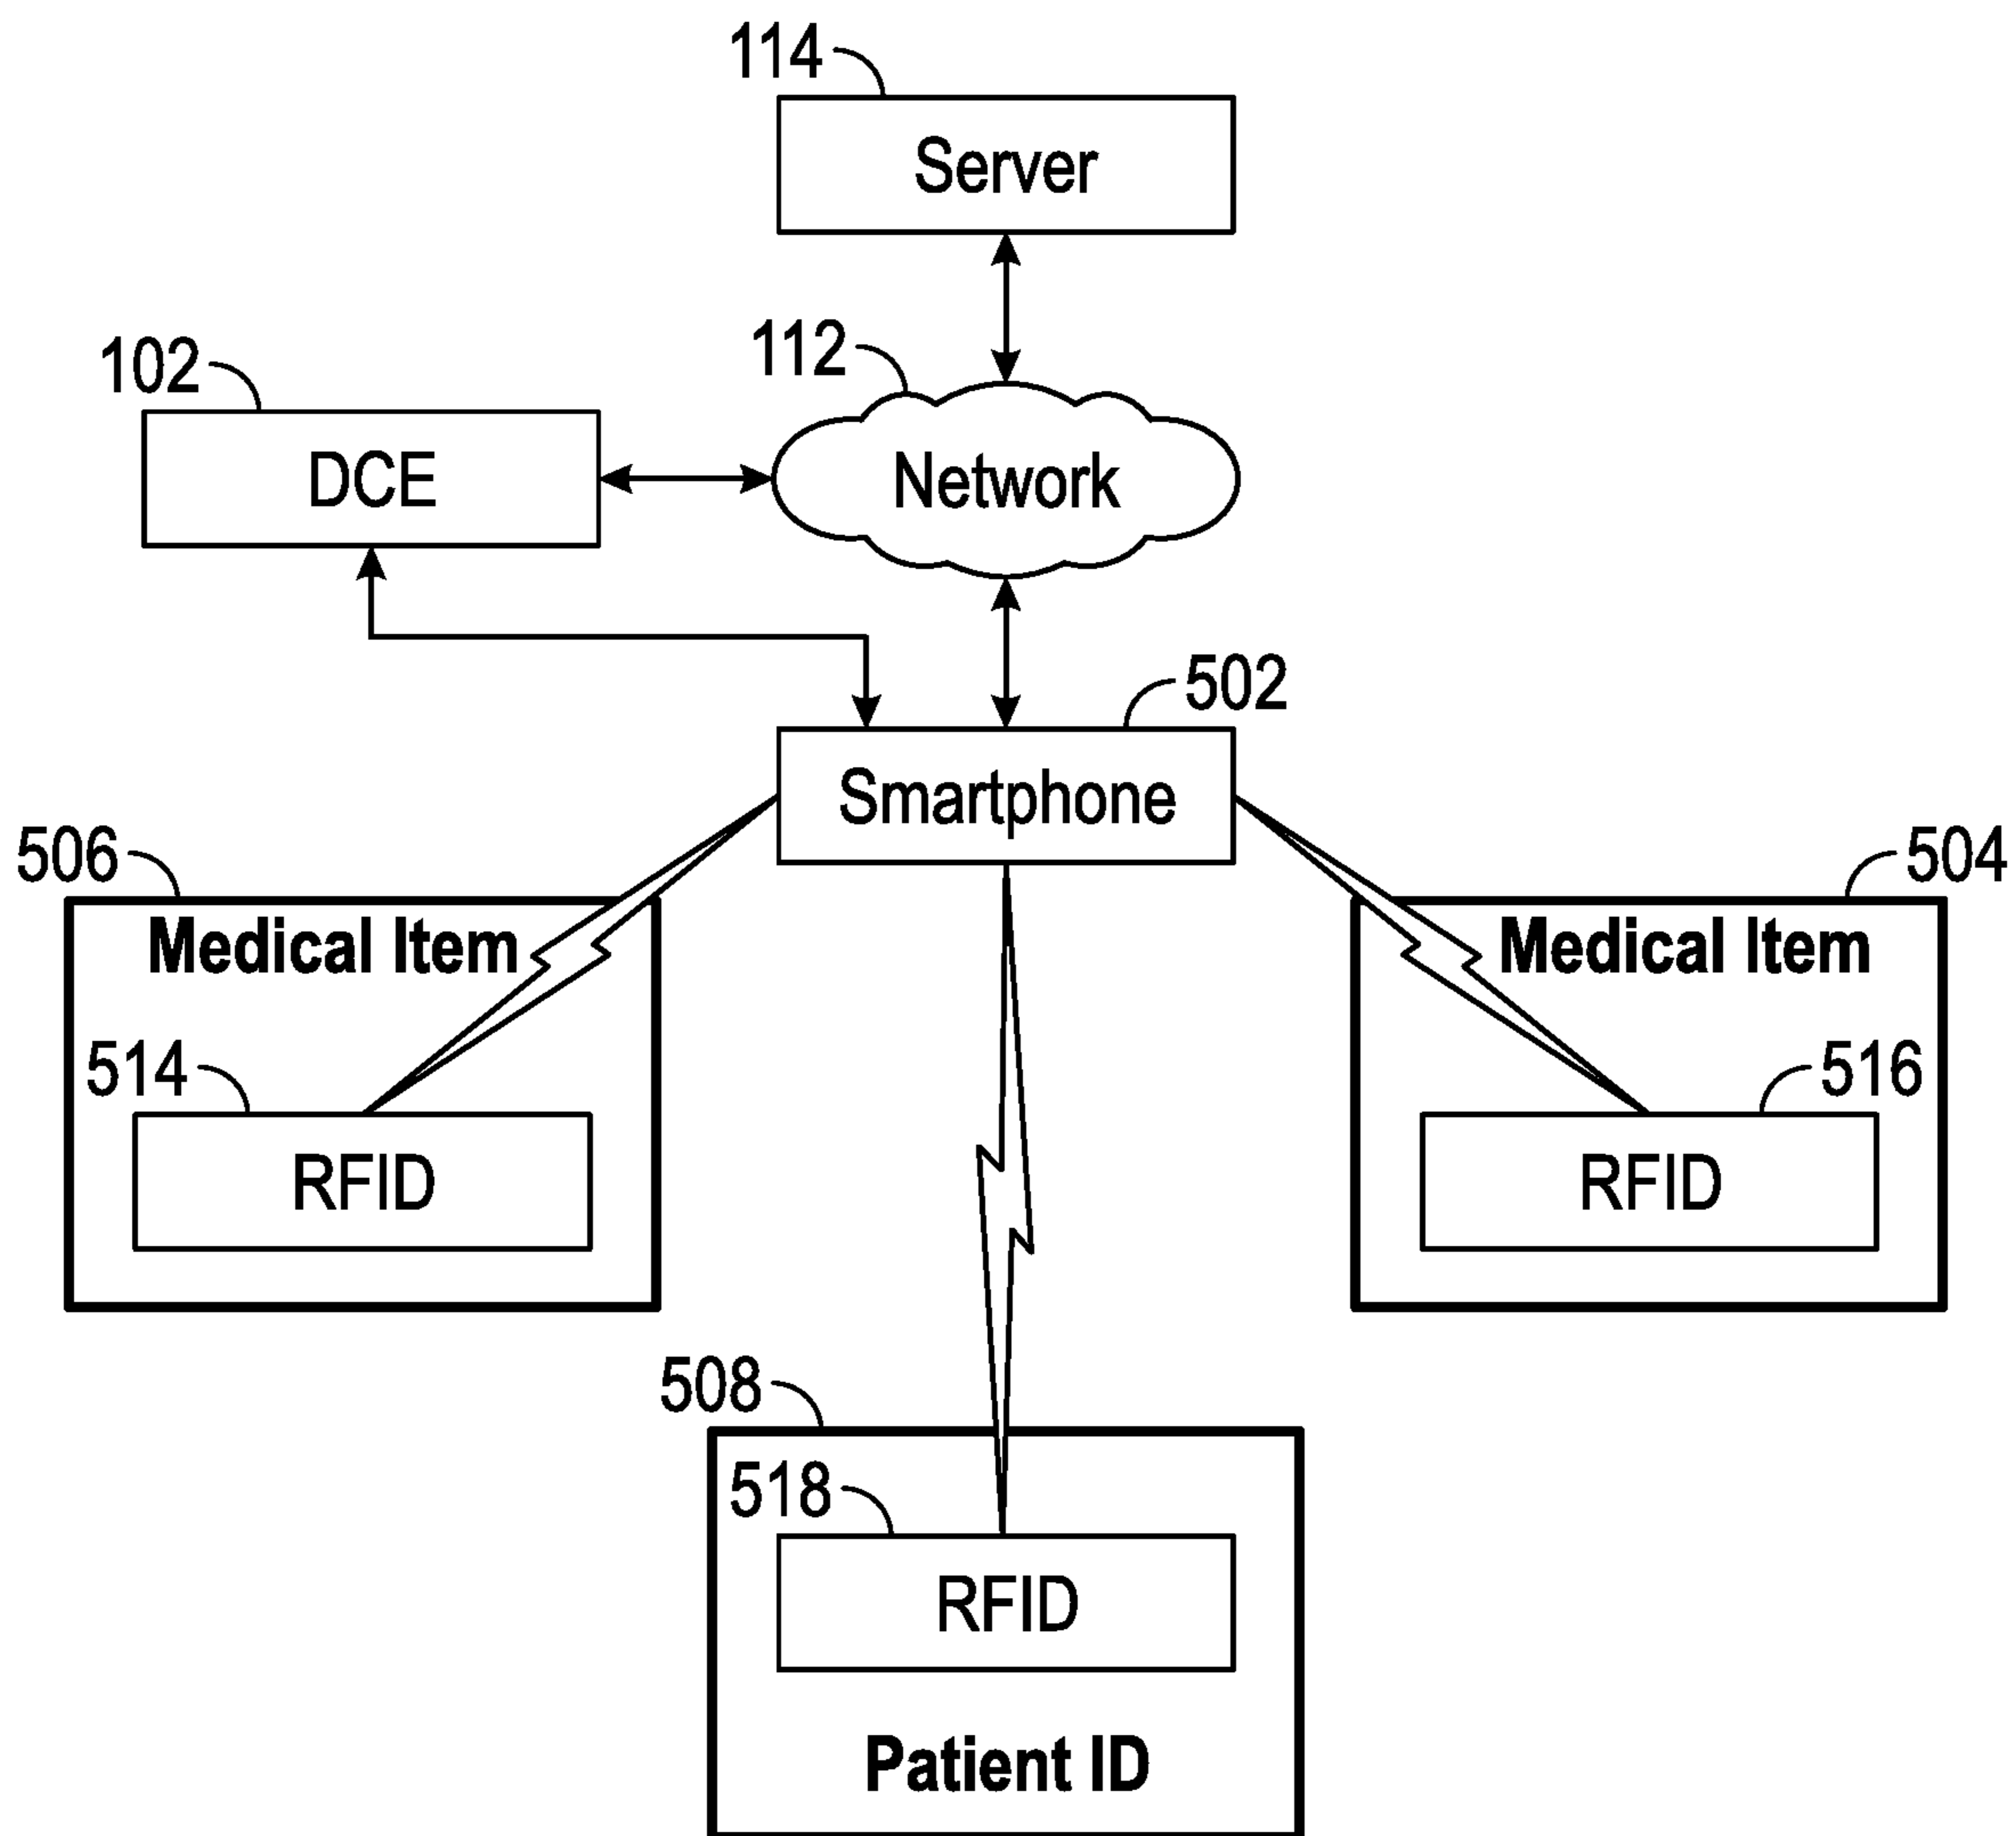 114
Server
112
102
DCE
Network
502
Smartphone
506
504
Medical Item
Medical Item
514
516
RFID
RFID
508
518
RFID
Patient ID